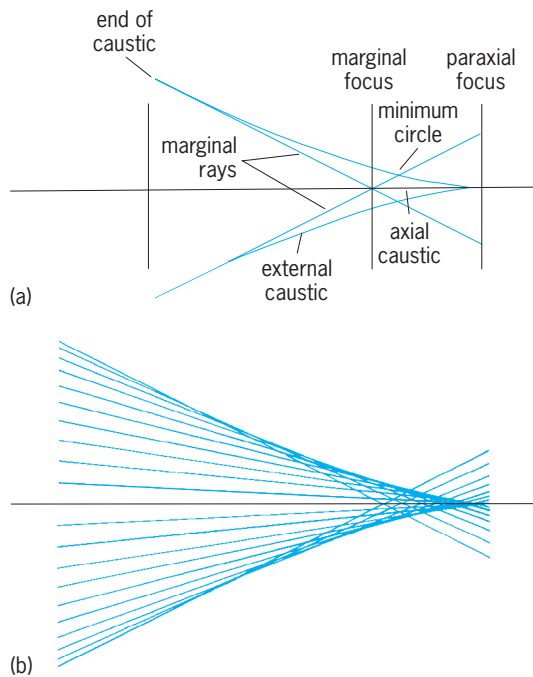 end of
caustic
marginal
focus
paraxial
focus
minimum
circle
marginal
rays
axial
caustic
external
caustic
(a)
(b)